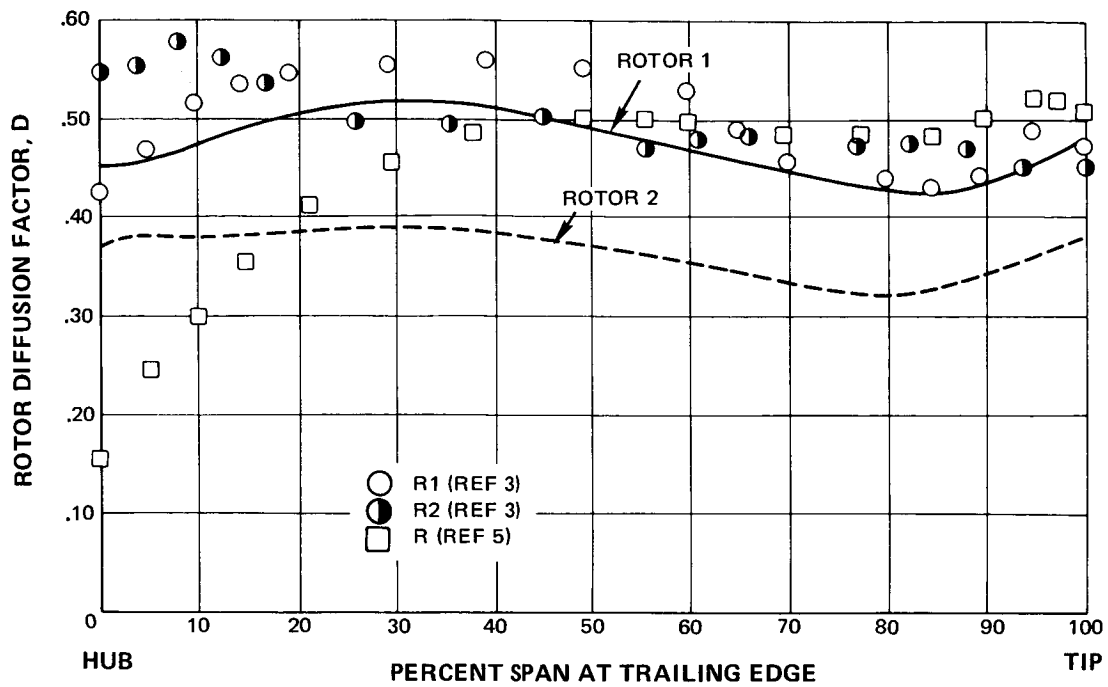 .60
.50
.40
.30
.20
.10
0
ROTOR DIFFUSION FACTOR, D
ROTOR 1
ROTOR 2
R1 (REF 3)
R2 (REF 3)
R (REF 5)
0 10 20 30 40 50 60 70 80 90 100
HUB
TIP
PERCENT SPAN AT TRAILING EDGE